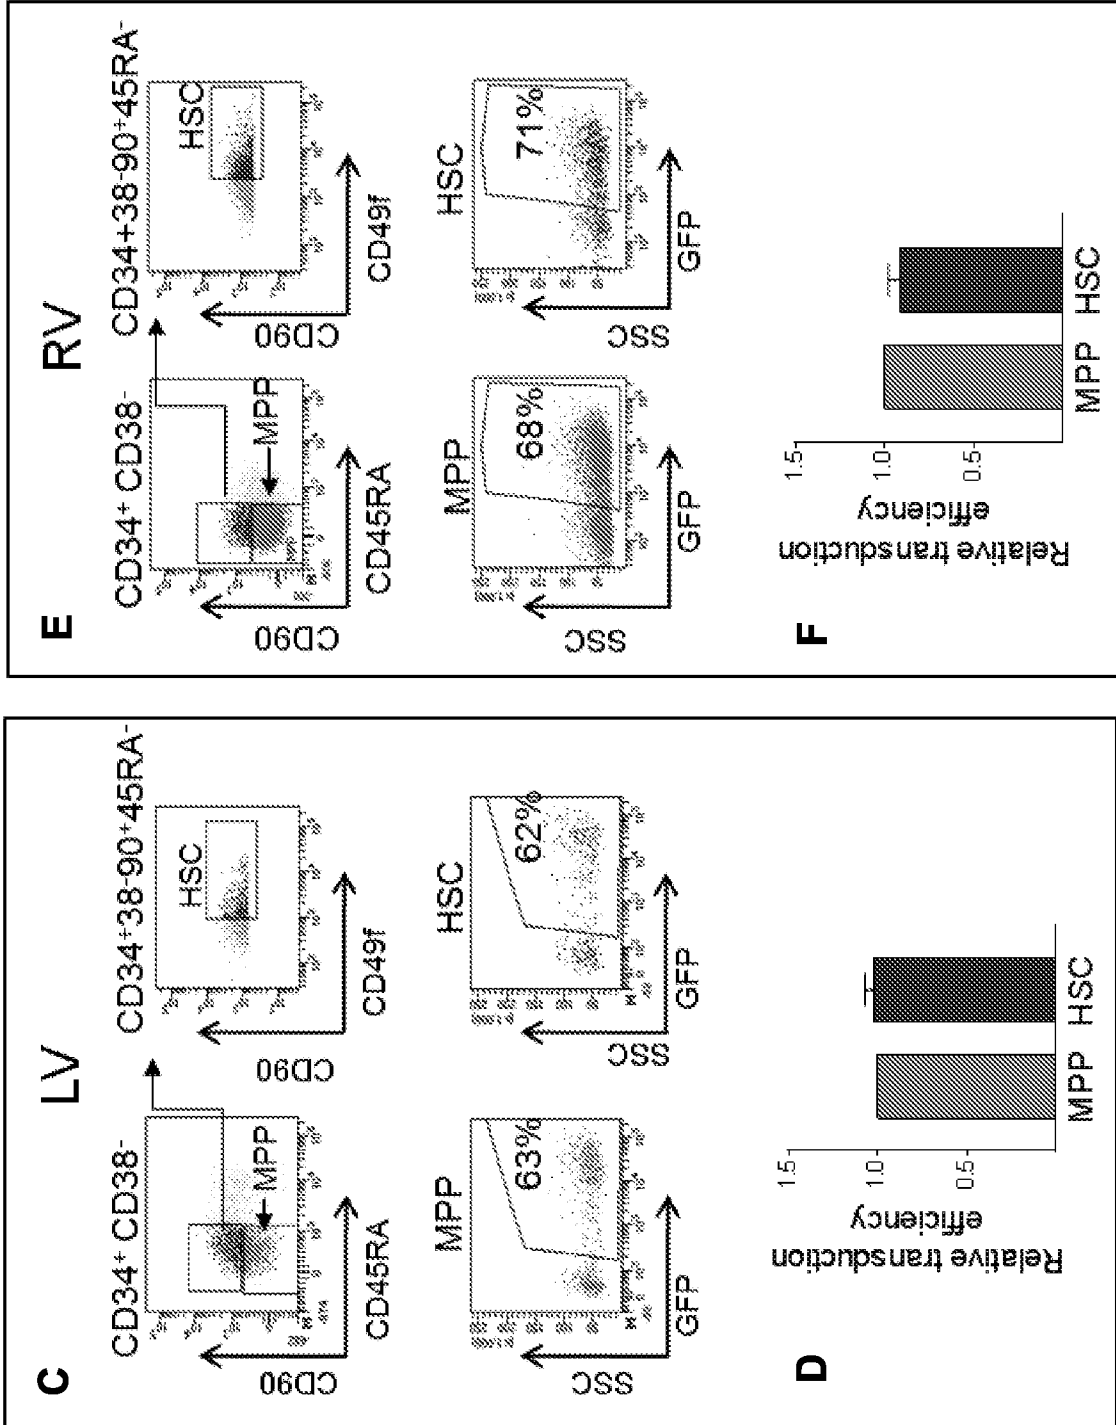 LV
C
CD34+ CD38-
CD34+38-90+45RA-
MPP
HSC
CD90
CD45RA
CD90
CD49f
MPP
HSC
63%
62%
SSC
GFP
SSC
GFP
D
Relative transduction
efficiency
1.5
1.0
0.5
MPP
HSC
RV
E
CD34+ CD38-
CD34+38-90+45RA-
MPP
HSC
CD90
CD45RA
CD90
CD49f
MPP
HSC
68%
71%
SSC
GFP
SSC
GFP
F
Relative transduction
efficiency
1.5
1.0
0.5
MPP
HSC